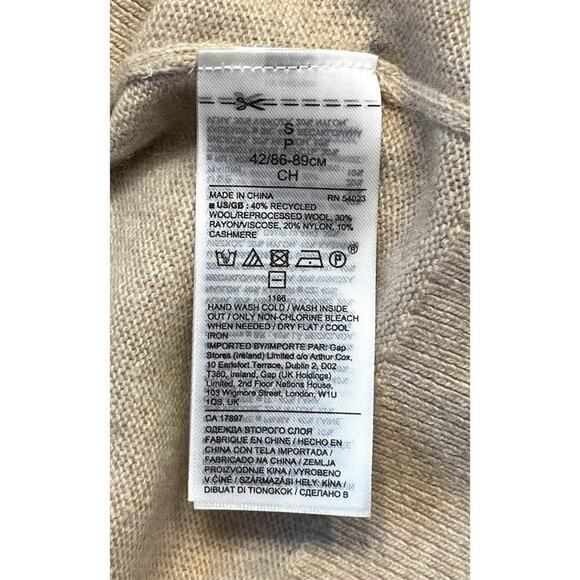 S
P
42/86-89см
CH
MADE IN CHINA RN 54023
■ US/GB : 40% RECYCLED
WOOL/REPROCESSED WOOL, 30%
RAYON/VISCOSE, 20% NYLON, 10%
CASHMERE
®
P
1166
HAND WASH COLD / WASH INSIDE
OUT / ONLY NON-CHLORINE BLEACH
WHEN NEEDED / DRY FLAT / COOL
IRON
IMPORTED BY/IMPORTE PAR: Gap
Stores (Ireland) Limited c/o Arthur Cox,
10 Earlsfort Terrace, Dublin 2, D02
T380, Ireland, Gap (UK Holdings)
Limited, 2nd Floor Nations House,
103 Wigmore Street, London, W1U
1QS, UK
CA 17897
ОДЕЖДА ВТОРОГО СЛОЯ
FABRIQUE EN CHINE / HECHO EN
CHINA CON TELA IMPORTADA /
FABRICADO NA CHINA / ZEMLJA
PROIZVODNJE KINA / VYROBENO
V ČÍNĚ / SZÁRMAZÁSI HELY: KÍNA /
DIBUAT DI TIONGKOK / СДЕЛАНО В